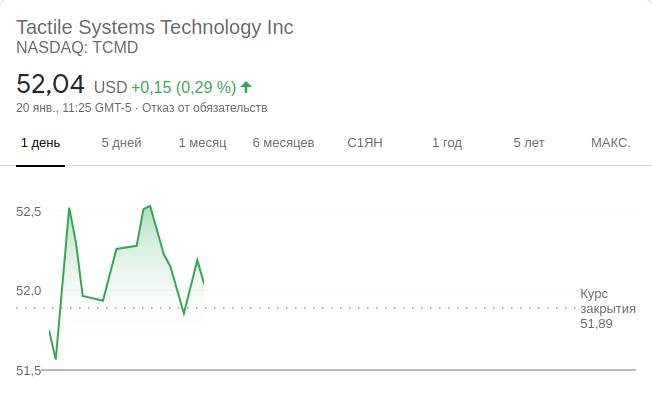 Tactile Systems Technology Inc
NASDAQ: TCMD
52,04 USD +0,15 (0,29 %)
20 янв., 11:25 GMT-5 · Отказ от обязательств
1 день 5 дней 1 месяц 6 месяцев С1ЯН 1 год 5 лет МАКС.
52,5
52,0
Курс
закрытия
51,89
51,5